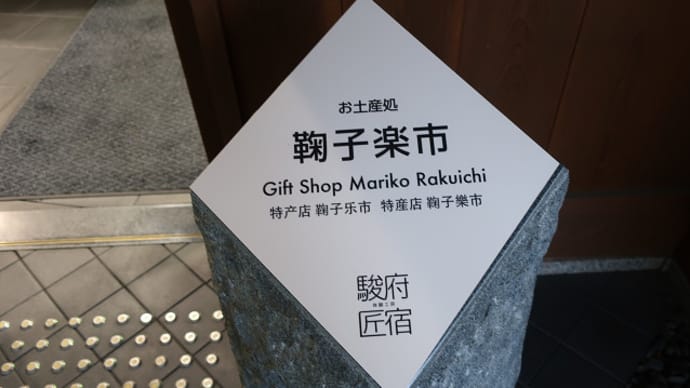 お土産処
鞠子楽市
Gift Shop Mariko Rakuichi
特产店 鞠子乐市 特産店 鞠子樂市
駿府
匠宿